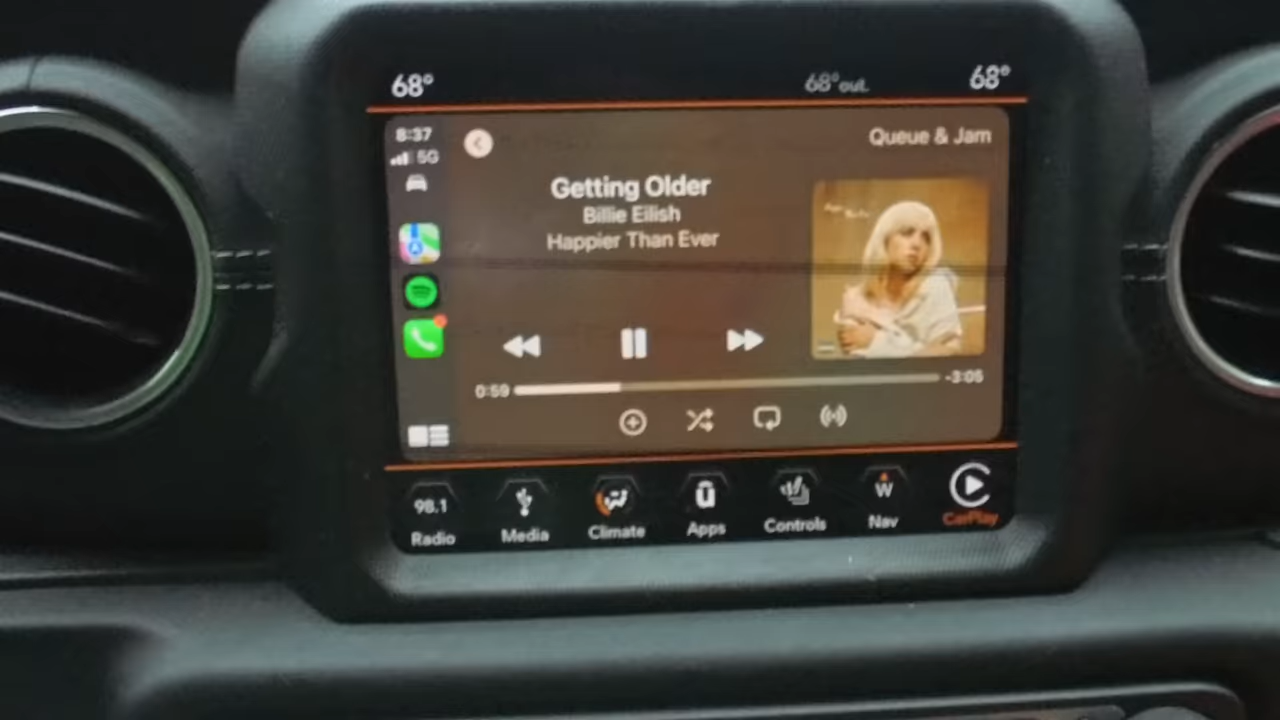 68°
68° out.
68°
8:37
5G
Queue & Jam
Getting Older
Billie Eilish
Happier Than Ever
0:59
-3:05
98.1
W
Radio
Media
Climate
Apps
Controls
Nav
CarPlay